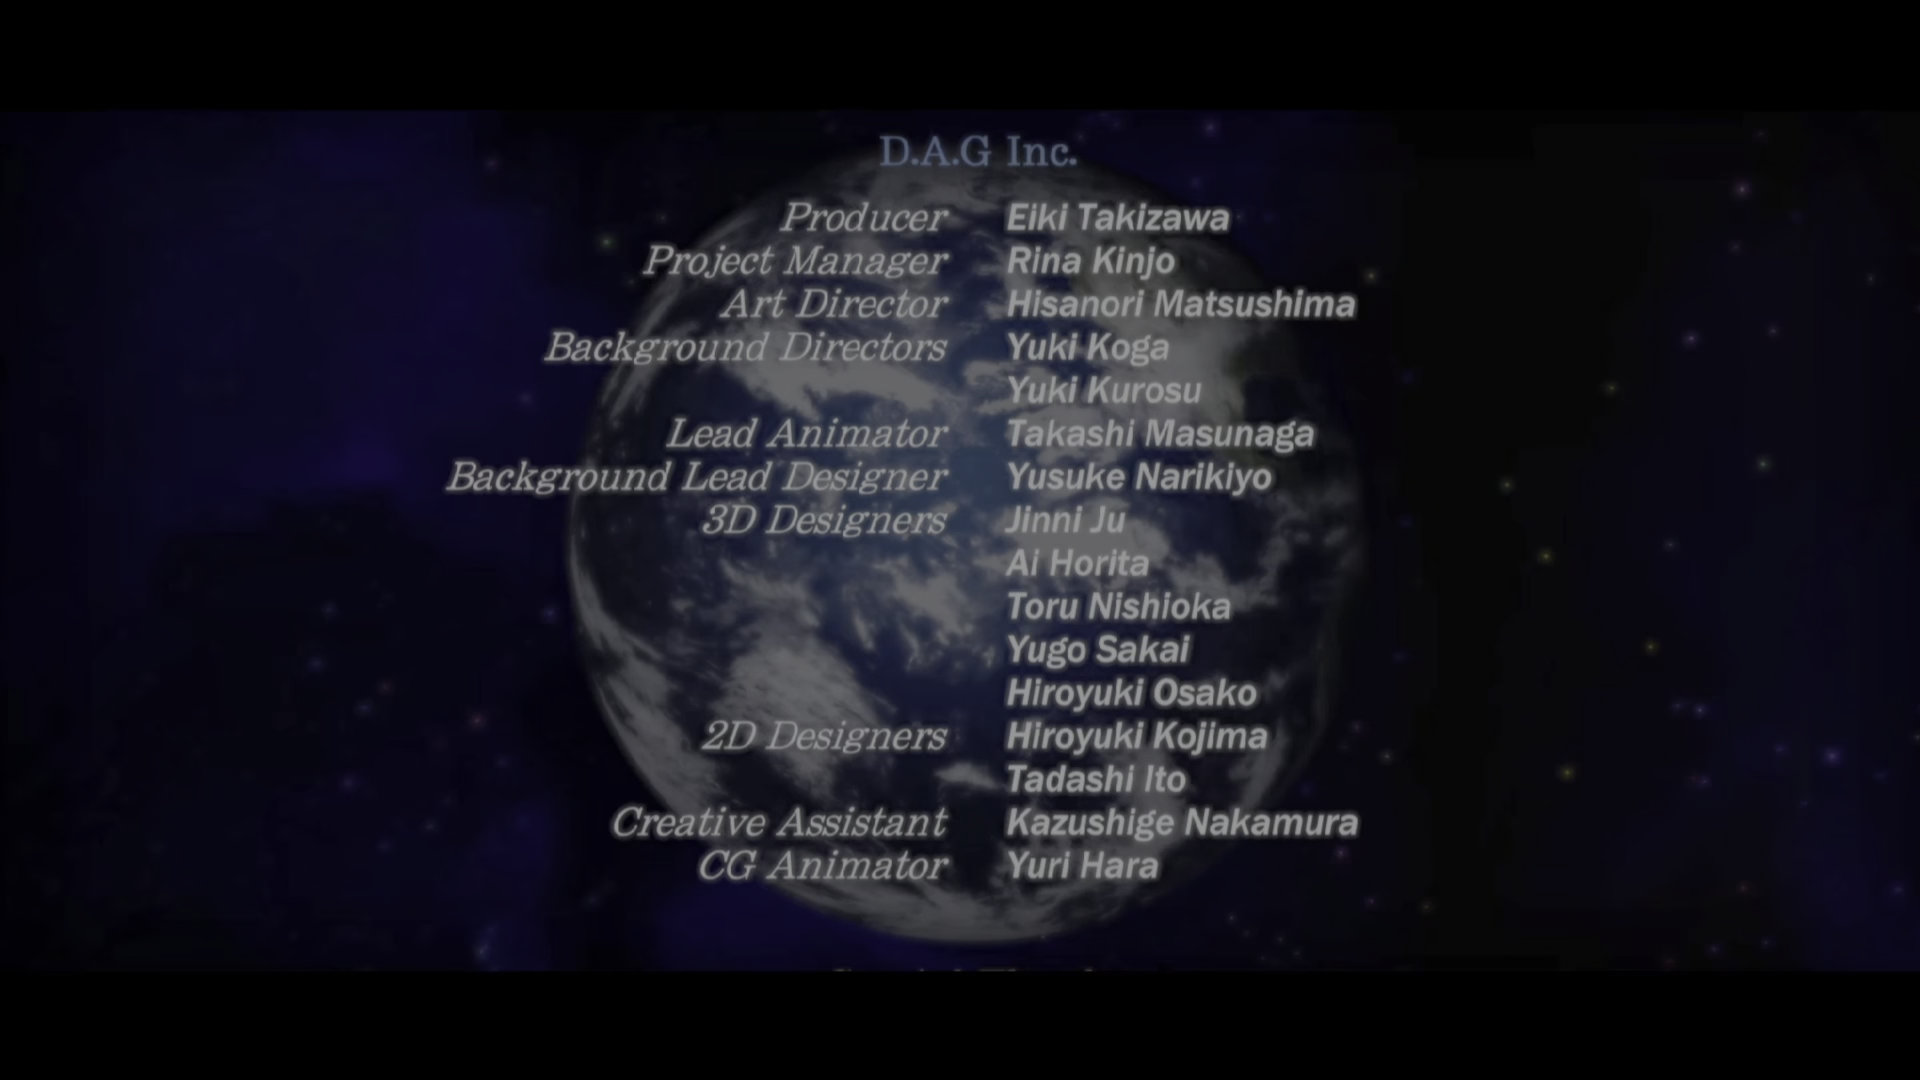 D.A.G Inc.
Producer Eiki Takizawa
Project Manager Rina Kinjo
Art Director Hisanori Matsushima
Background Directors Yuki Koga
Yuki Kurosu
Lead Animator Takashi Masunaga
Background Lead Designer Yusuke Narikiyo
3D Designers Jinni Ju
Ai Horita
Toru Nishioka
Yugo Sakai
Hiroyuki Osako
2D Designers Hiroyuki Kojima
Tadashi Ito
Creative Assistant Kazushige Nakamura
CG Animator Yuri Hara